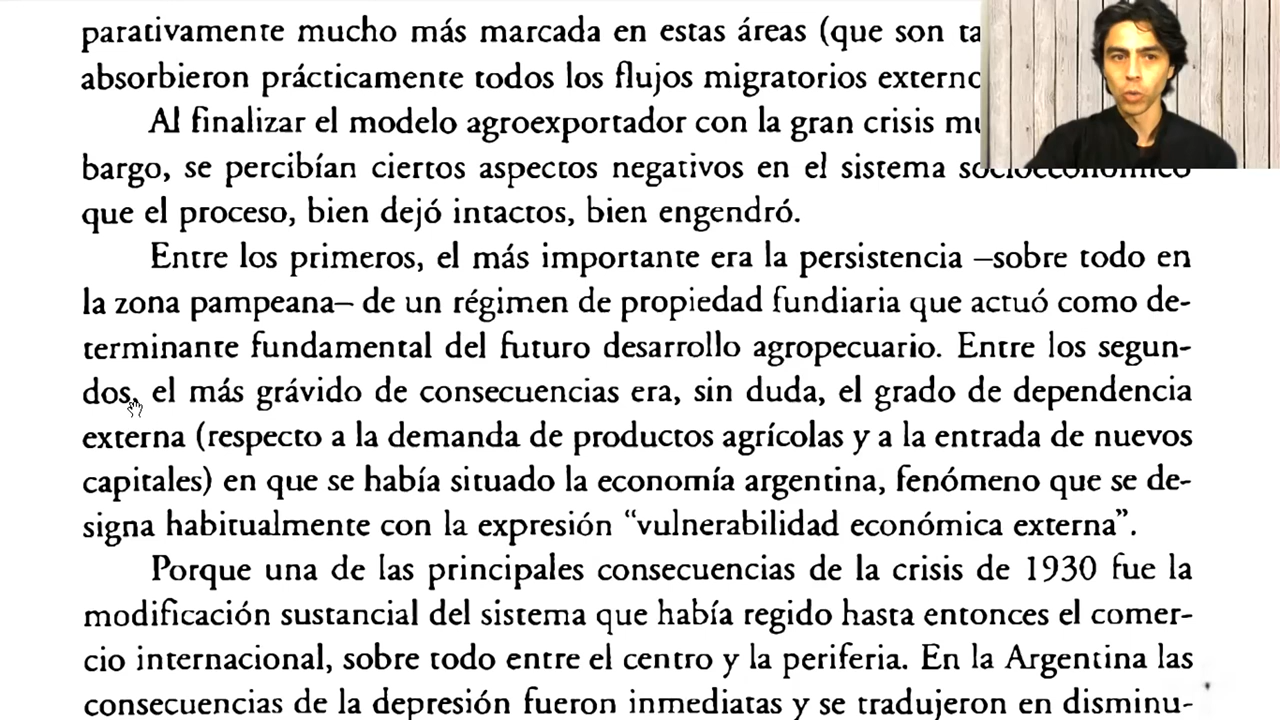 parativamente mucho más marcada en estas áreas (que son
absorbieron prácticamente todos los flujos migratorios
Al finalizar el modelo agroexportador con la gran crisis
bargo, se percibían ciertos aspectos negativos en el sistema socioeconómico
que el proceso, bien dejó intactos, bien engendró.
Entre los primeros, el más importante era la persistencia –sobre todo en
la zona pampeana– de un régimen de propiedad fundiaria que actuó como de-
terminante fundamental del futuro desarrollo agropecuario. Entre los segun-
dos, el más grávido de consecuencias era, sin duda, el grado de dependencia
externa (respecto a la demanda de productos agrícolas y a la entrada de nuevos
capitales) en que se había situado la economía argentina, fenómeno que se de-
signa habitualmente con la expresión “vulnerabilidad económica externa”.
Porque una de las principales consecuencias de la crisis de 1930 fue la
modificación sustancial del sistema que había regido hasta entonces el comer-
cio internacional, sobre todo entre el centro y la periferia. En la Argentina las
consecuencias de la depresión fueron inmediatas y se tradujeron en disminu-